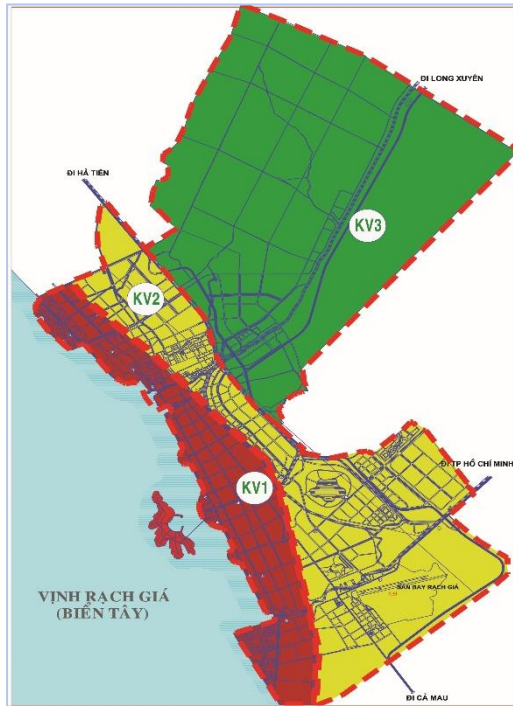 ĐI LONG XUYÊN
ĐI HÀ TIÊN
KV3
KV2
ĐI TP HỒ CHÍ MINH
KV1
SÂN BAY RẠCH GIÁ
VỊNH RẠCH GIÁ
(BIỂN TÂY)
ĐI CÀ MAU